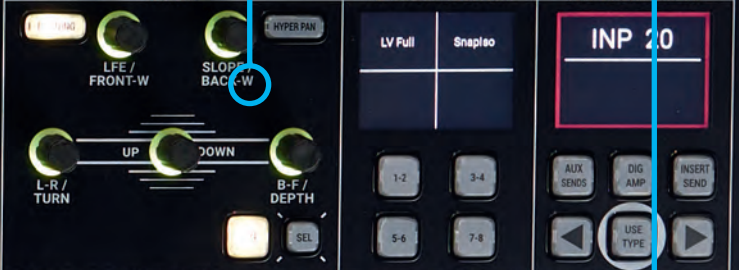 HYPER PAN
LFE /
FRONT-W
SLOPE /
BACK-W
UP
DOWN
L-R /
TURN
B-F /
DEPTH
SEL
LV Full
Snapiso
1-2
3-4
5-6
7-8
INP 20
AUX
SENDS
DIG
AMP
INSERT
SEND
USE
TYPE